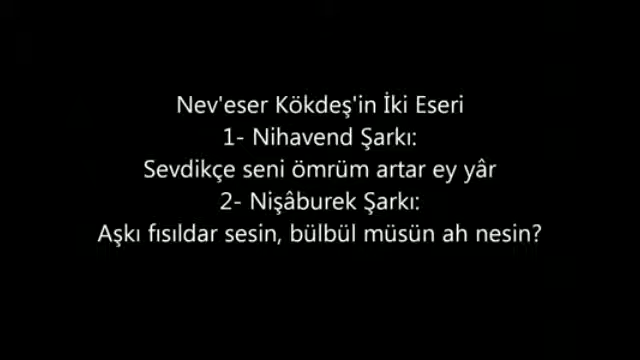 Nev'eser Kökdeş'in İki Eseri
1- Nihavend Şarkı:
Sevdikçe seni ömrüm artar ey yâr
2- Nişâburek Şarkı:
Aşkı fısıldar sesin, bülbül müsün ah nesin?